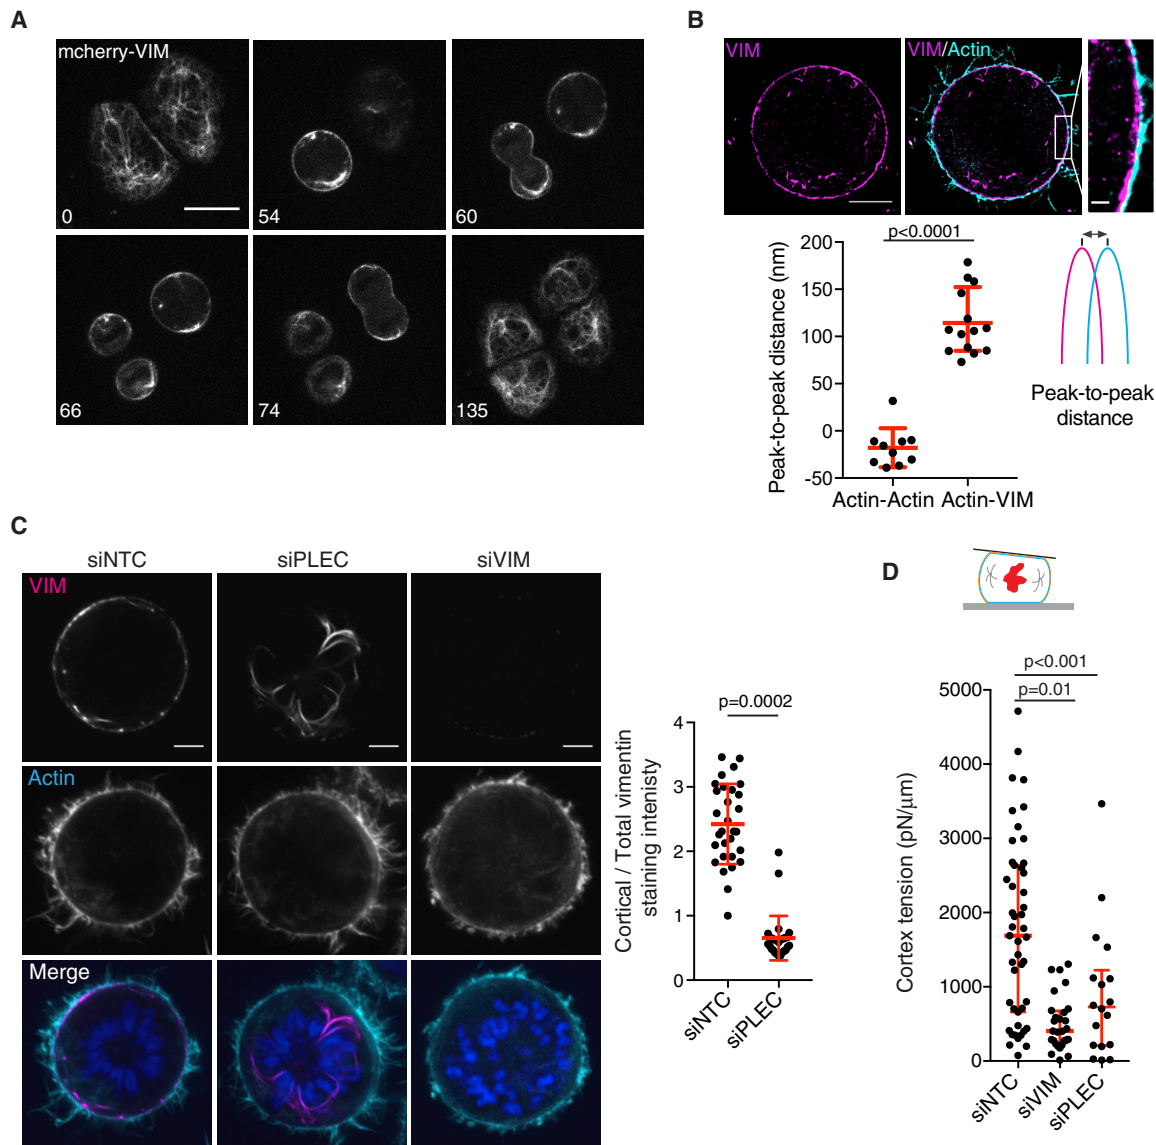 A
mcherry-VIM
0
54
60
66
74
135
B
VIM
VIM/Actin
p<0.0001
200
150
100
50
0
-50
Peak-to-peak distance (nm)
Actin-Actin Actin-VIM
Peak-to-peak
distance
C
siNTC siPLEC siVIM
VIM
Actin
Merge
p=0.0002
4
3
2
1
0
Cortical / Total vimentin
staining intenisty
siNTC
siPLEC
D
p<0.001
p=0.01
5000
4000
3000
2000
1000
0
Cortex tension (pN/μm)
siNTC
siVIM
siPLEC